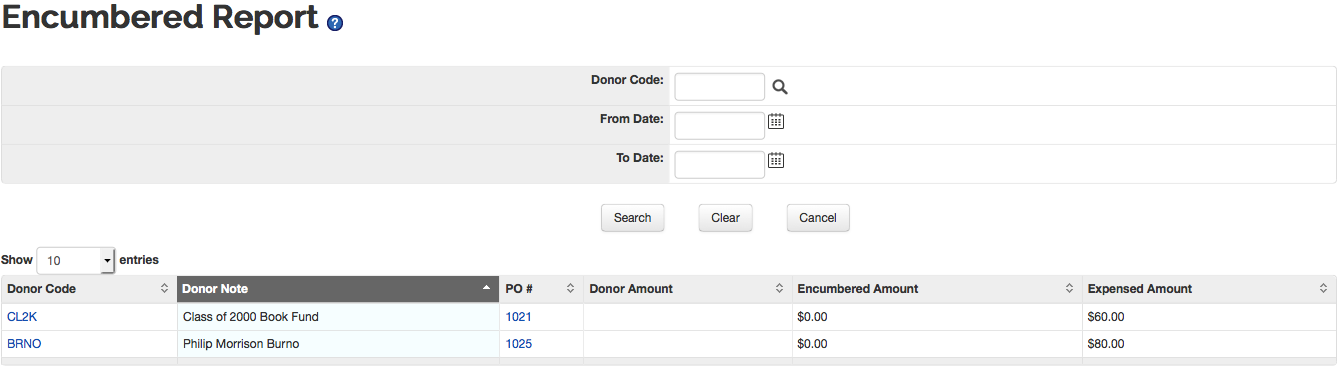 Encumbered Report ?
Donor Code:
From Date:
To Date:
Search Clear Cancel
Show 10 entries
Donor Code Donor Note PO # Donor Amount Encumbered Amount Expensed Amount
CL2K Class of 2000 Book Fund 1021 $0.00 $60.00
BRNO Philip Morrison Burno 1025 $0.00 $80.00